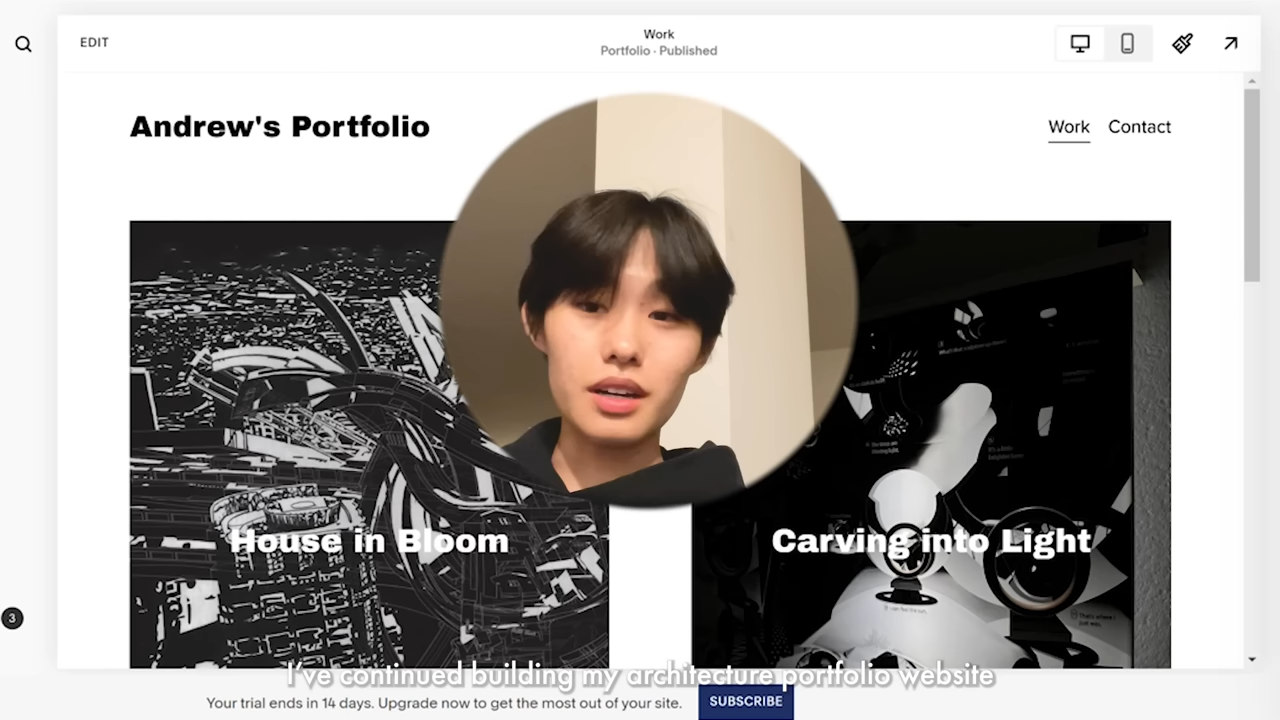 EDIT
Work
Portfolio · Published
Andrew's Portfolio
Work Contact
House in Bloom
Carving into Light
3
I've continued building my architecture portfolio website
Your trial ends in 14 days. Upgrade now to get the most out of your site.
SUBSCRIBE